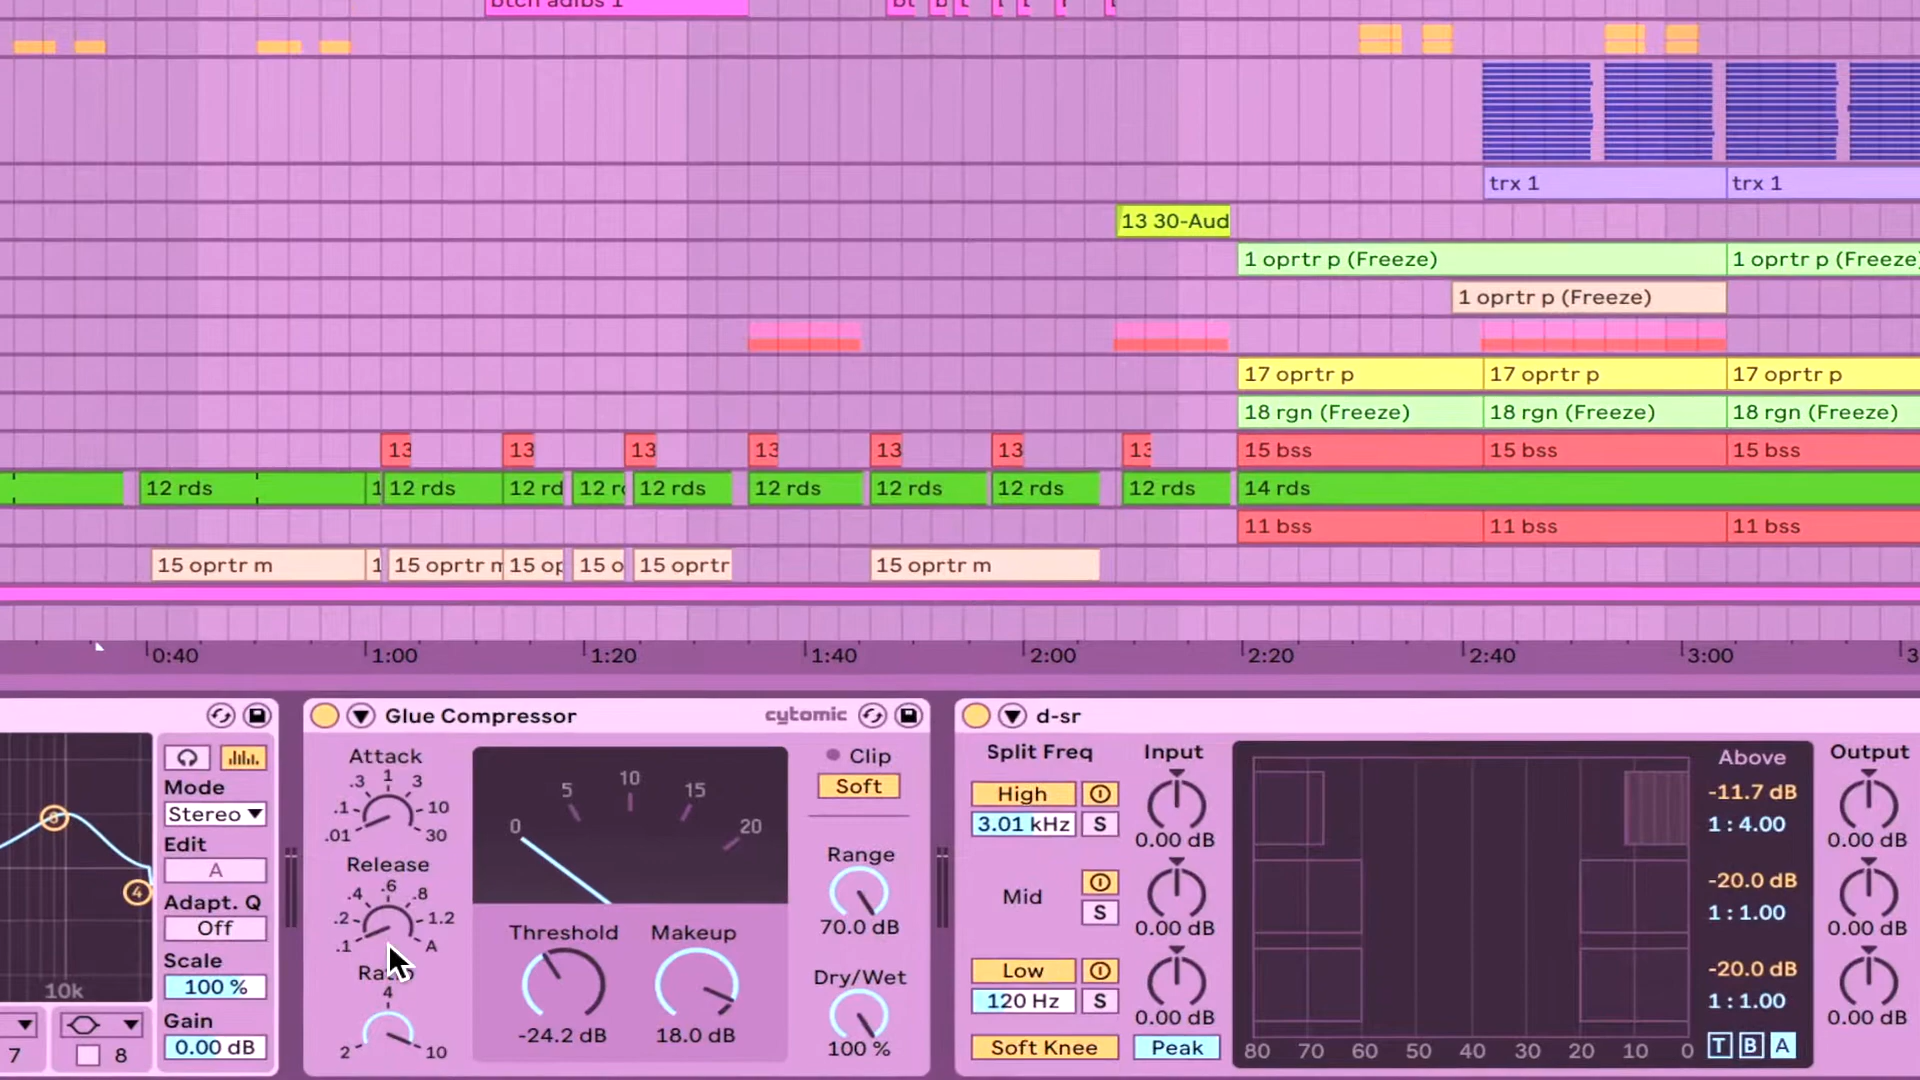 btch adlbs 1
trx 1 trx 1
13 30-Aud
1 oprtr p (Freeze) 1 oprtr p (Freeze)
1 oprtr p (Freeze)
17 oprtr p 17 oprtr p 17 oprtr p
18 rgn (Freeze) 18 rgn (Freeze) 18 rgn (Freeze)
13 13 13 13 13 13 13 15 bss 15 bss 15 bss
12 rds 1 12 rds 12 rd 12 r 12 rds 12 rds 12 rds 12 rds 12 rds 14 rds
11 bss 11 bss 11 bss
15 oprtr m 1 15 oprtr m 15 op 15 o 15 oprtr 15 oprtr m
0:40 1:00 1:20 1:40 2:00 2:20 2:40 3:00 3
Mode
Stereo
Edit
A
Adapt. Q
Off
Scale
100 %
Gain
0.00 dB
3
4
10k
7 8
Glue Compressor cytomic
Attack
.01 .1 .3 1 3 10 30
Release
.1 .2 .4 .6 .8 1.2 A
2 4 10
0 5 10 15 20
Threshold Makeup
-24.2 dB 18.0 dB
Clip
Soft
Range
70.0 dB
Dry/Wet
100 %
d-sr
Split Freq Input Above Output
High
3.01 kHz S 0.00 dB -11.7 dB 1 : 4.00 0.00 dB
Mid S 0.00 dB -20.0 dB 1 : 1.00 0.00 dB
Low
120 Hz S 0.00 dB -20.0 dB 1 : 1.00 0.00 dB
Soft Knee Peak
80 70 60 50 40 30 20 10 0 T B A